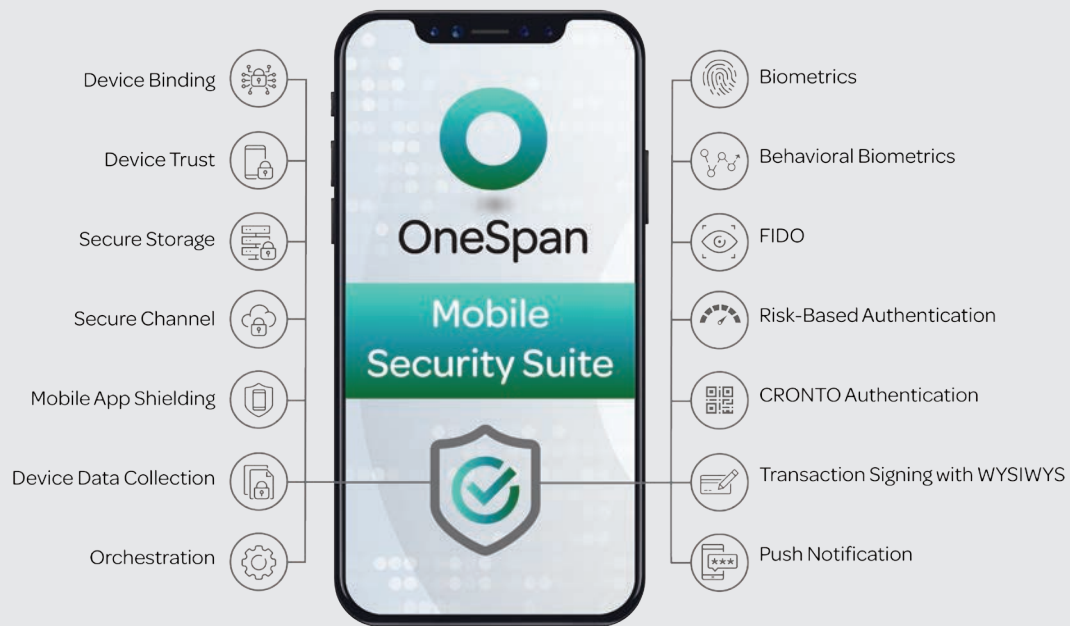 Device Binding
Device Trust
Secure Storage
Secure Channel
Mobile App Shielding
Device Data Collection
Orchestration
OneSpan
Mobile
Security Suite
Biometrics
Behavioral Biometrics
FIDO
Risk-Based Authentication
CRONTO Authentication
Transaction Signing with WYSIWYS
Push Notification